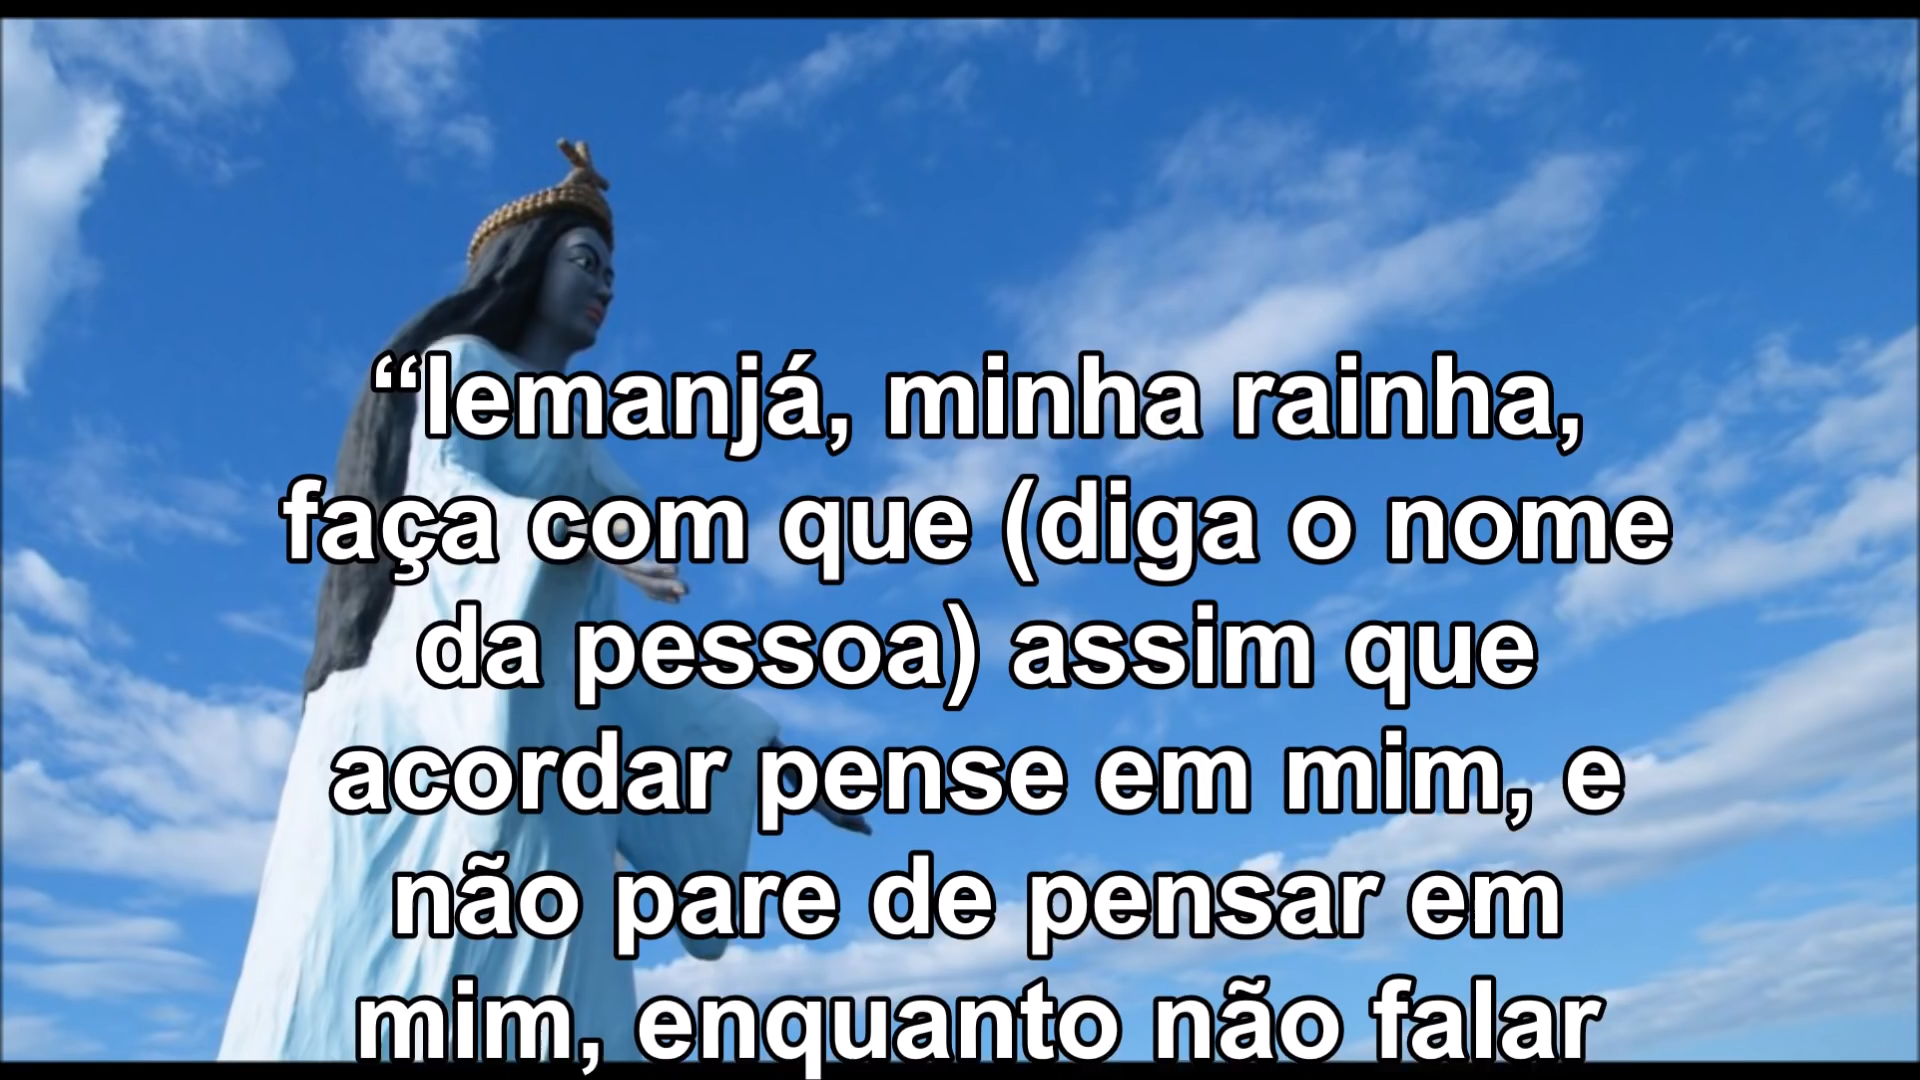 “Iemanjá, minha rainha,
faça com que (diga o nome
da pessoa) assim que
acordar pense em mim, e
não pare de pensar em
mim, enquanto não falar